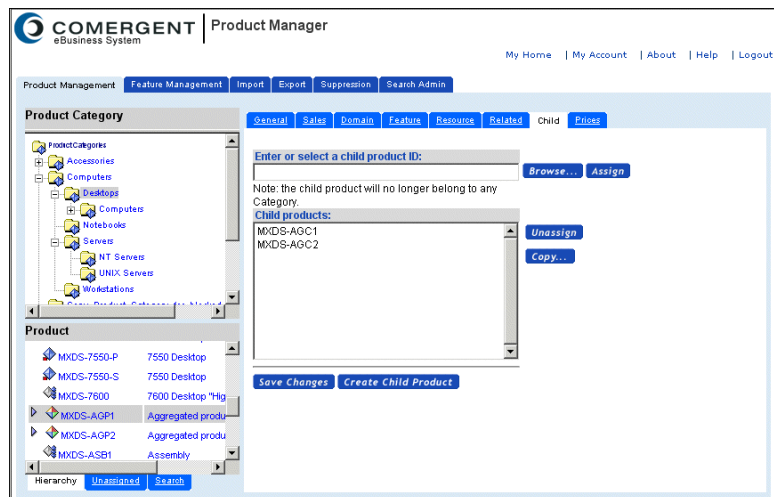 COMERGENT
eBusiness System
Product Manager
My Home | My Account | About | Help | Logout
Product Management Feature Management Import Export Suppression Search Admin
Product Category
ProductCategories
Accessories
Computers
Desktops
Computers
Notebooks
Servers
NT Servers
UNIX Servers
Workstations
Product
MXDS-7550-P 7550 Desktop
MXDS-7550-S 7550 Desktop
MXDS-7600 7600 Desktop "Hig
MXDS-AGP1 Aggregated produ
MXDS-AGP2 Aggregated produ
MXDS-ASB1 Assembly
Hierarchy Unassigned Search
General Sales Domain Feature Resource Related Child Prices
Enter or select a child product ID:
Browse... Assign
Note: the child product will no longer belong to any
Category.
Child products:
MXDS-AGC1
MXDS-AGC2
Unassign
Copy...
Save Changes Create Child Product